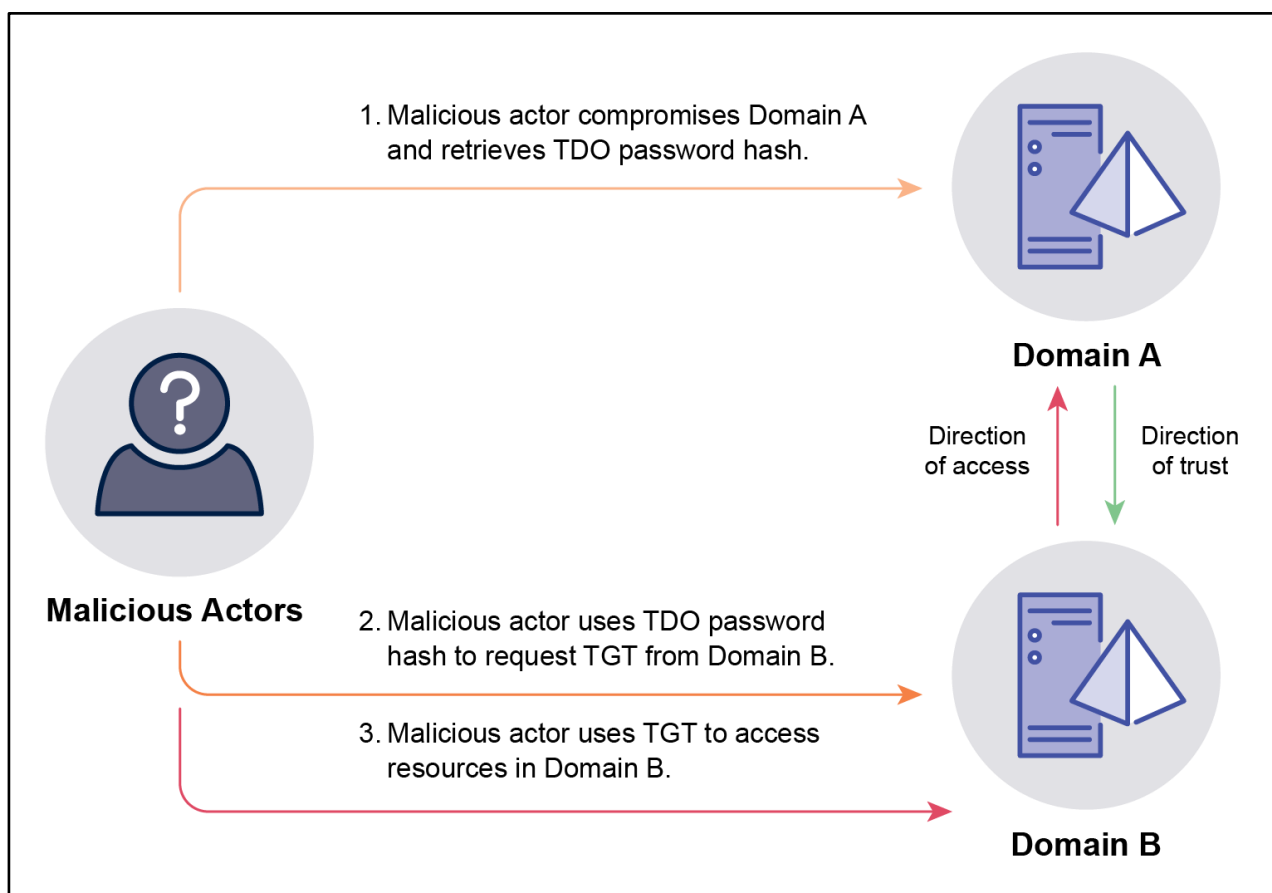 1. Malicious actor compromises Domain A
and retrieves TDO password hash.
Domain A
Direction
of access
Direction
of trust
Malicious Actors
2. Malicious actor uses TDO password
hash to request TGT from Domain B.
3. Malicious actor uses TGT to access
resources in Domain B.
Domain B